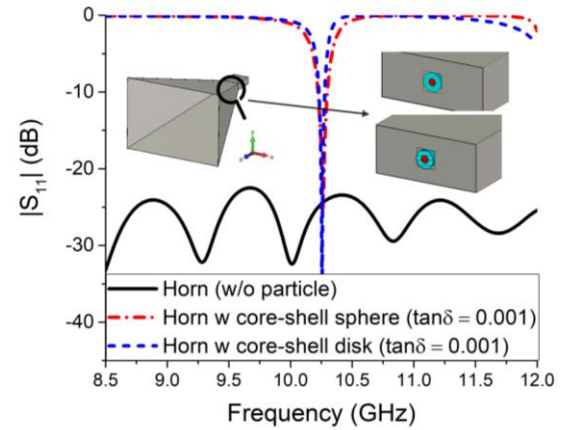 0
-10
-20
-30
-40
|S11| (dB)
Horn (w/o particle)
Horn w core-shell sphere (tanδ = 0.001)
Horn w core-shell disk (tanδ = 0.001)
8.5 9.0 9.5 10.0 10.5 11.0 11.5 12.0
Frequency (GHz)